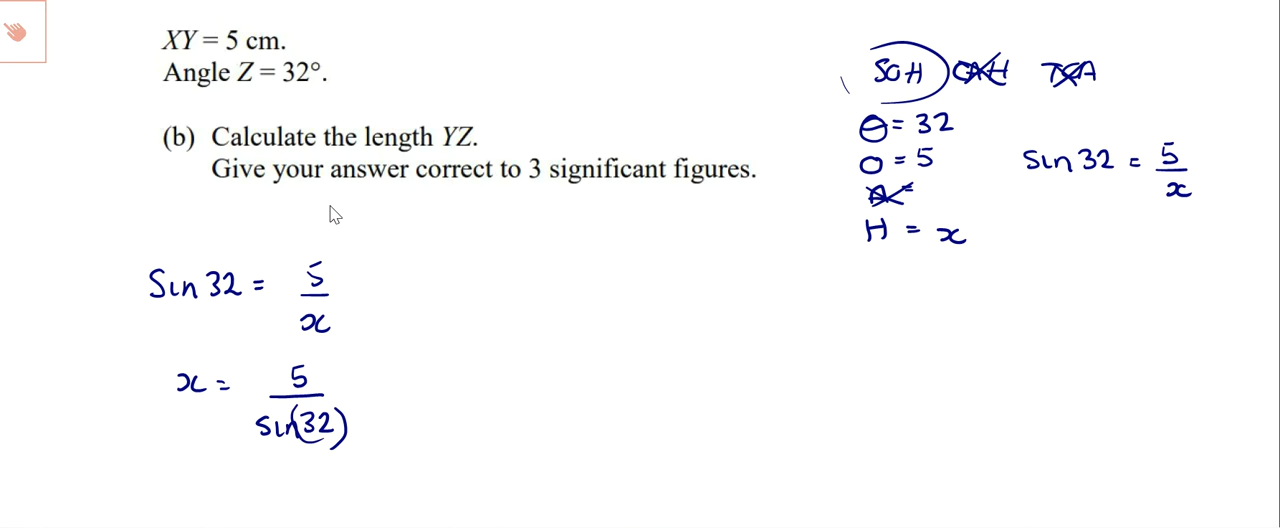 XY = 5 cm.
Angle Z = 32°.
(b) Calculate the length YZ.
Give your answer correct to 3 significant figures.
SOH CAH TOA
θ = 32
O = 5
A =
H = x
Sin 32 = 5/x
Sin 32 = 5/x
x = 5/sin(32)